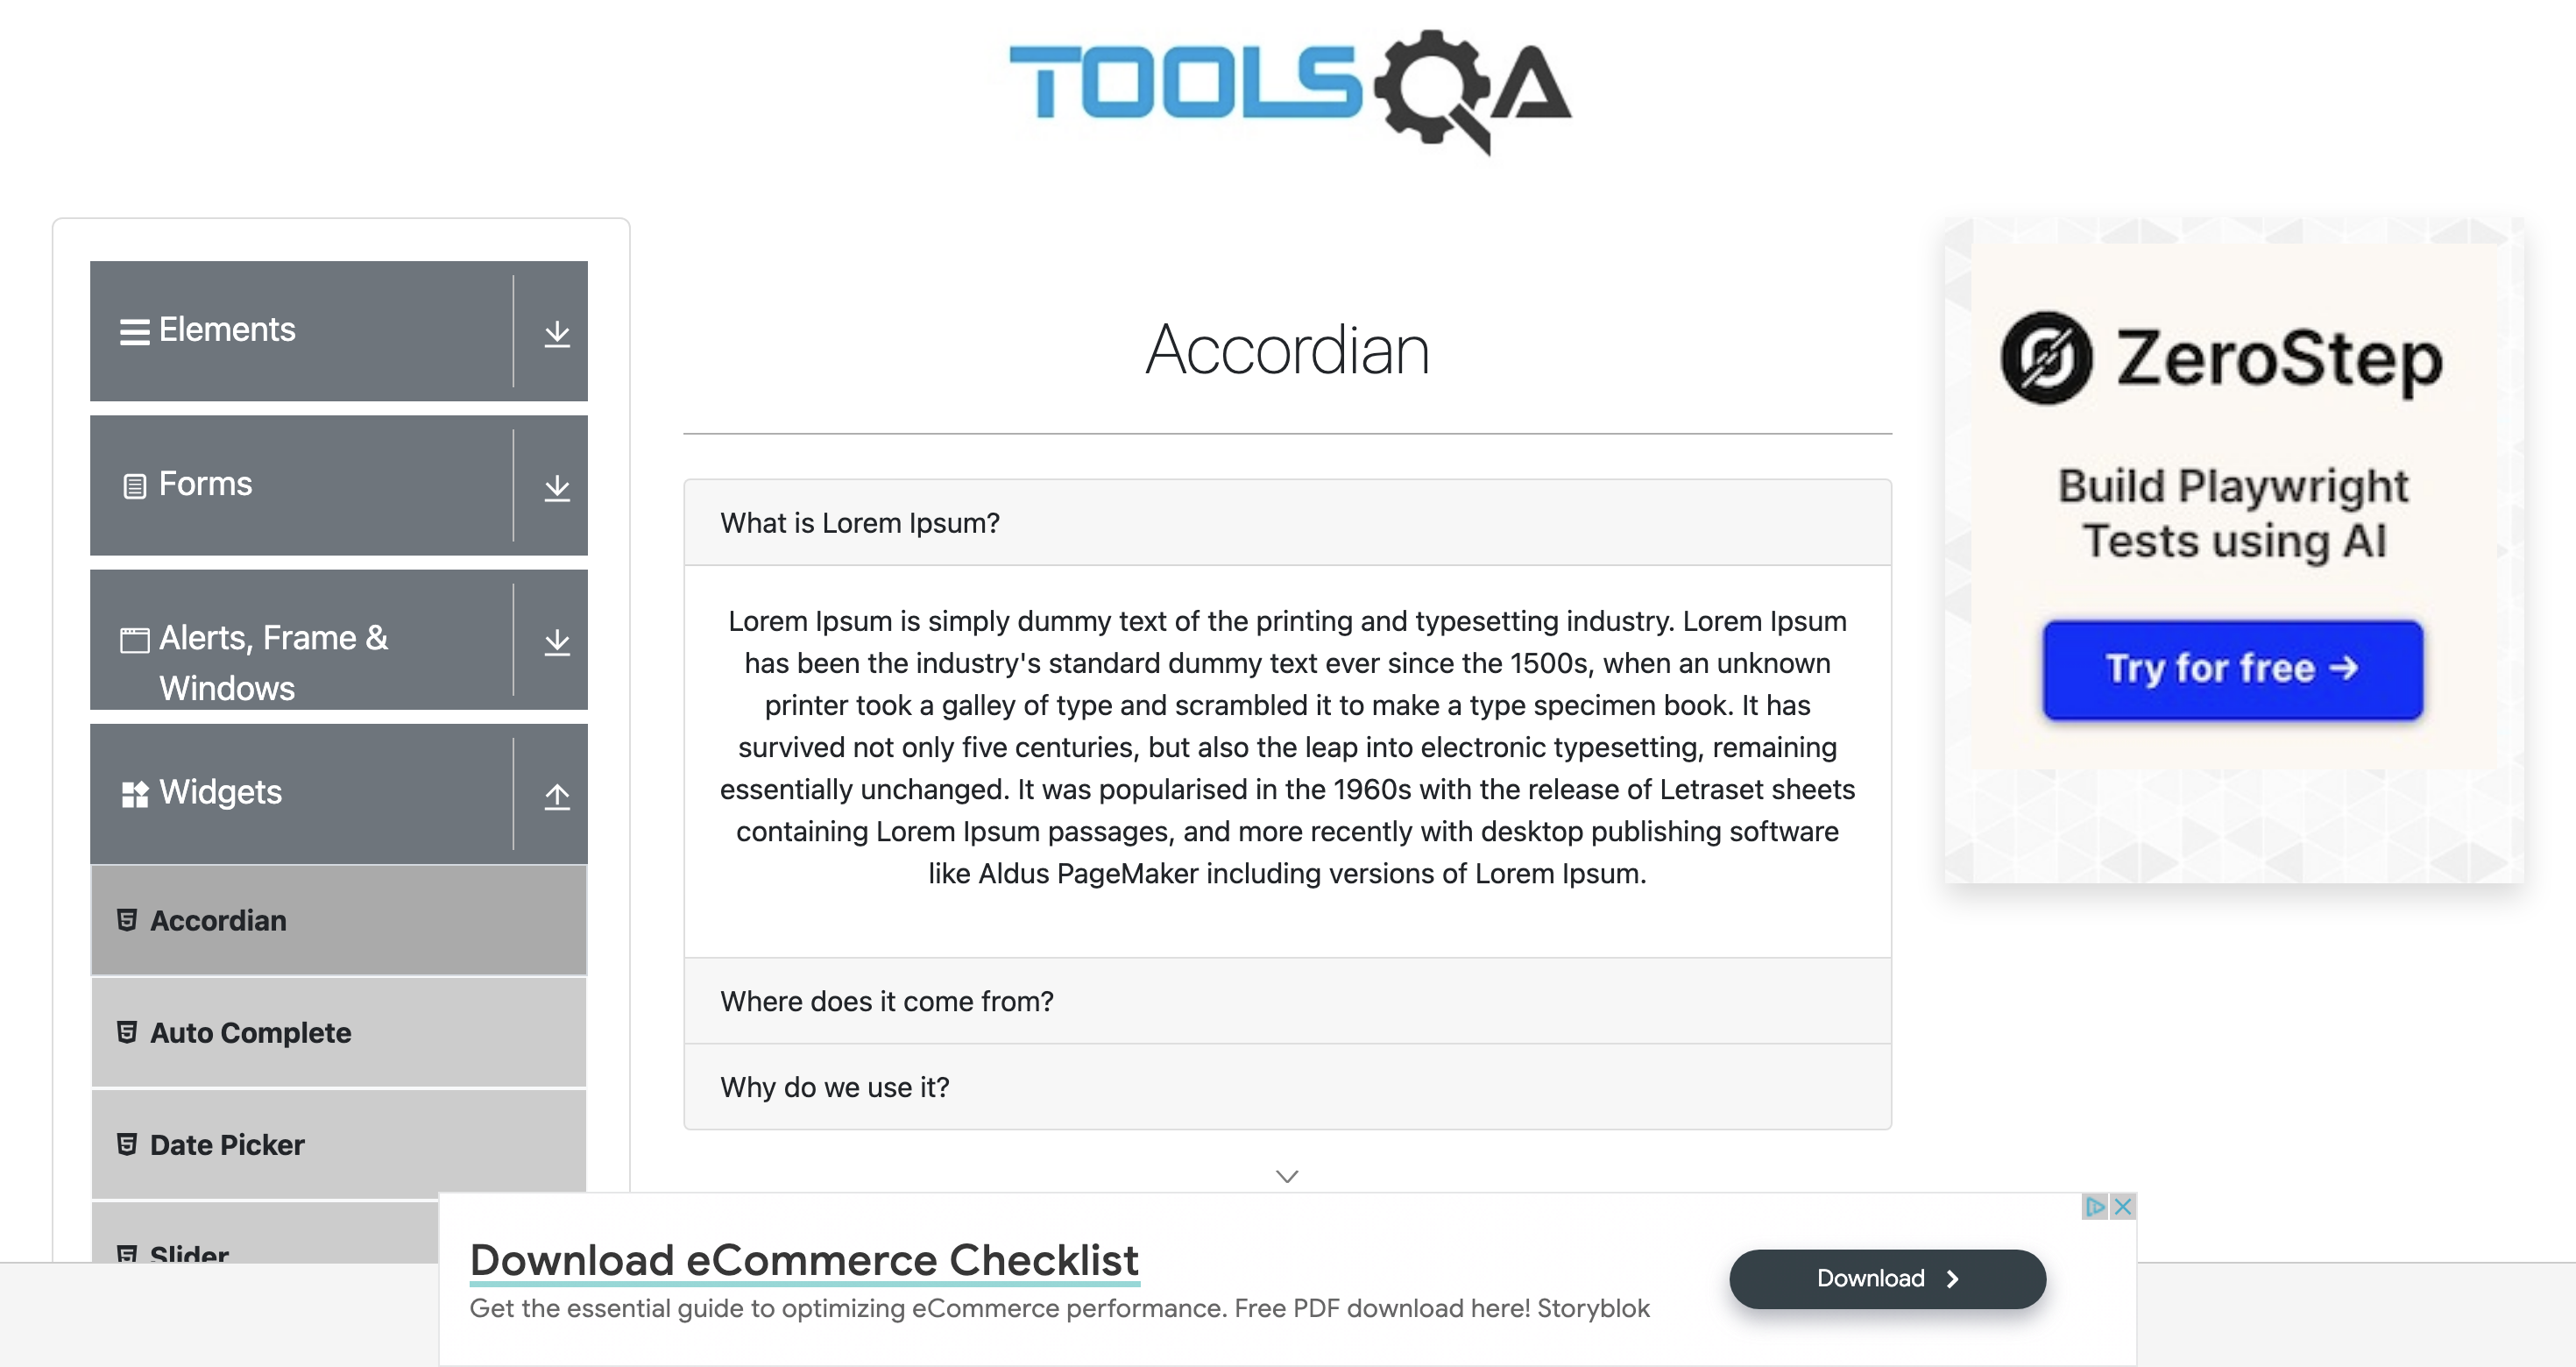 TOOLSQA
Elements
Forms
Alerts, Frame &
Windows
Widgets
Accordian
Auto Complete
Date Picker
Slider
Accordian
What is Lorem Ipsum?
Lorem Ipsum is simply dummy text of the printing and typesetting industry. Lorem Ipsum
has been the industry's standard dummy text ever since the 1500s, when an unknown
printer took a galley of type and scrambled it to make a type specimen book. It has
survived not only five centuries, but also the leap into electronic typesetting, remaining
essentially unchanged. It was popularised in the 1960s with the release of Letraset sheets
containing Lorem Ipsum passages, and more recently with desktop publishing software
like Aldus PageMaker including versions of Lorem Ipsum.
Where does it come from?
Why do we use it?
ZeroStep
Build Playwright
Tests using AI
Try for free →
Download eCommerce Checklist
Get the essential guide to optimizing eCommerce performance. Free PDF download here! Storyblok
Download